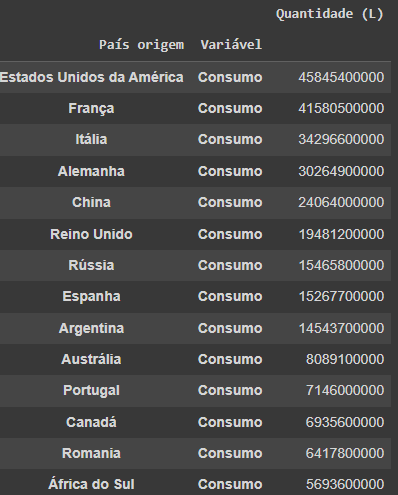 Quantidade (L)
País origem Variável
Estados Unidos da América Consumo 45845400000
França Consumo 41580500000
Itália Consumo 34296600000
Alemanha Consumo 30264900000
China Consumo 24064000000
Reino Unido Consumo 19481200000
Rússia Consumo 15465800000
Espanha Consumo 15267700000
Argentina Consumo 14543700000
Austrália Consumo 8089100000
Portugal Consumo 7146000000
Canadá Consumo 6935600000
Romania Consumo 6417800000
África do Sul Consumo 5693600000